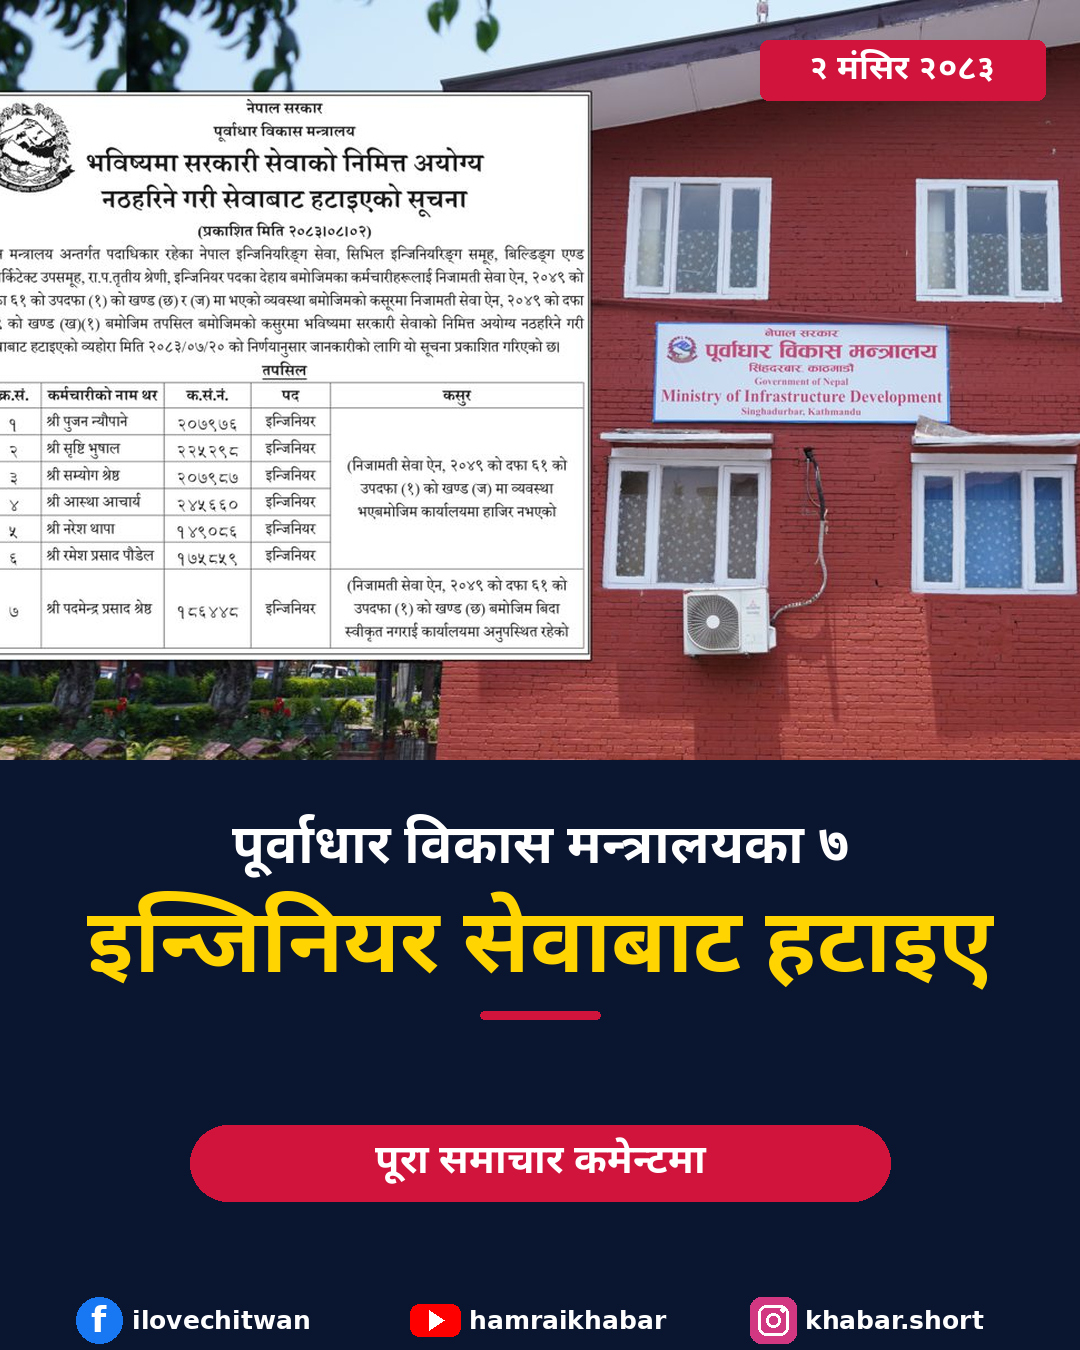 २ मंसिर २०८३
नेपाल सरकार
पूर्वाधार विकास मन्त्रालय
भविष्यमा सरकारी सेवाको निमित्त अयोग्य
नठहरिने गरी सेवाबाट हटाइएको सूचना
(प्रकाशित मिति २०८३।०८।०२)
मन्त्रालय अन्तर्गत पदाधिकार रहेका नेपाल इन्जिनियरिङ्ग सेवा, सिभिल इन्जिनियरिङ्ग समूह, बिल्डिङ्ग एण्ड
र्किटेक्ट उपसमूह, रा.प.तृतीय श्रेणी, इन्जिनियर पदका देहाय बमोजिमका कर्मचारीहरूलाई निजामती सेवा ऐन, २०४९ को
६१ को उपदफा (१) को खण्ड (छ) र (ज) मा भएको व्यवस्था बमोजिमको कसुरमा निजामती सेवा ऐन, २०४९ को दफा
को खण्ड (ख)(१) बमोजिम तपसिल बमोजिमको कसुरमा भविष्यमा सरकारी सेवाको निमित्त अयोग्य नठहरिने गरी
वाबाट हटाइएको व्यहोरा मिति २०८३/०७/२० को निर्णयानुसार जानकारीको लागि यो सूचना प्रकाशित गरिएको छ।
तपसिल
क्र.सं. कर्मचारीको नाम थर क.सं.नं. पद कसुर
१ श्री पुजन न्यौपाने २०७९७६ इन्जिनियर
२ श्री सृष्टि भुषाल २२५२९८ इन्जिनियर
३ श्री सम्योग श्रेष्ठ २०७९८७ इन्जिनियर
४ श्री आस्था आचार्य २४५६६० इन्जिनियर
५ श्री नरेश थापा १४९०८६ इन्जिनियर
६ श्री रमेश प्रसाद पौडेल १७५८५९ इन्जिनियर
(निजामती सेवा ऐन, २०४९ को दफा ६१ को
उपदफा (१) को खण्ड (ज) मा व्यवस्था
भएबमोजिम कार्यालयमा हाजिर नभएको
७ श्री पदमेन्द्र प्रसाद श्रेष्ठ १८६४४८ इन्जिनियर
(निजामती सेवा ऐन, २०४९ को दफा ६१ को
उपदफा (१) को खण्ड (छ) बमोजिम बिदा
स्वीकृत नगराई कार्यालयमा अनुपस्थित रहेको
नेपाल सरकार
पूर्वाधार विकास मन्त्रालय
सिंहदरबार, काठमाडौं
Government of Nepal
Ministry of Infrastructure Development
Singhadurbar, Kathmandu
पूर्वाधार विकास मन्त्रालयका ७
इन्जिनियर सेवाबाट हटाइए
पूरा समाचार कमेन्टमा
ilovechitwan hamraikhabar khabar.short